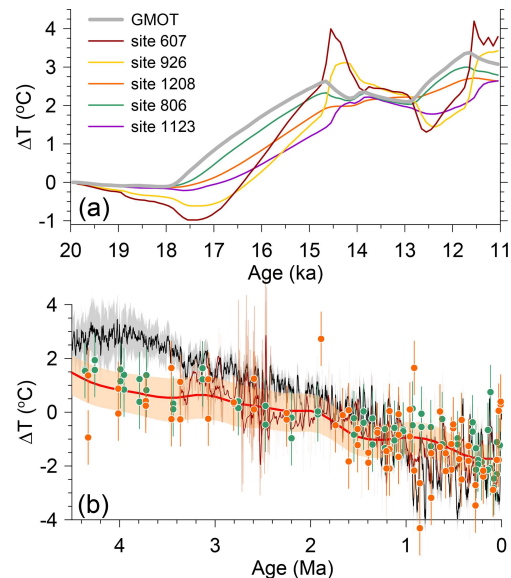 GMOT
site 607
site 926
site 1208
site 806
site 1123
4
3
2
1
0
-1
ΔT (ºC)
(a)
20 19 18 17 16 15 14 13 12 11
Age (ka)
4
2
0
-2
-4
ΔT (ºC)
(b)
4 3 2 1 0
Age (Ma)